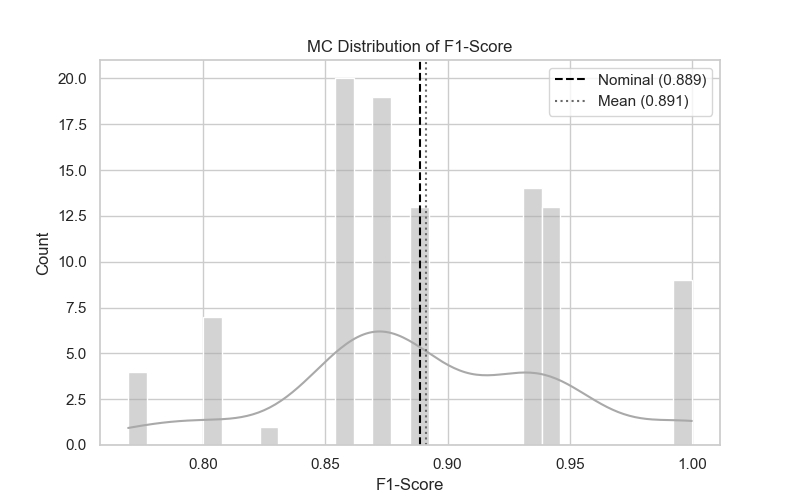 MC Distribution of F1-Score
20.0
17.5
15.0
12.5
10.0
7.5
5.0
2.5
0.0
Count
Nominal (0.889)
Mean (0.891)
0.80 0.85 0.90 0.95 1.00
F1-Score